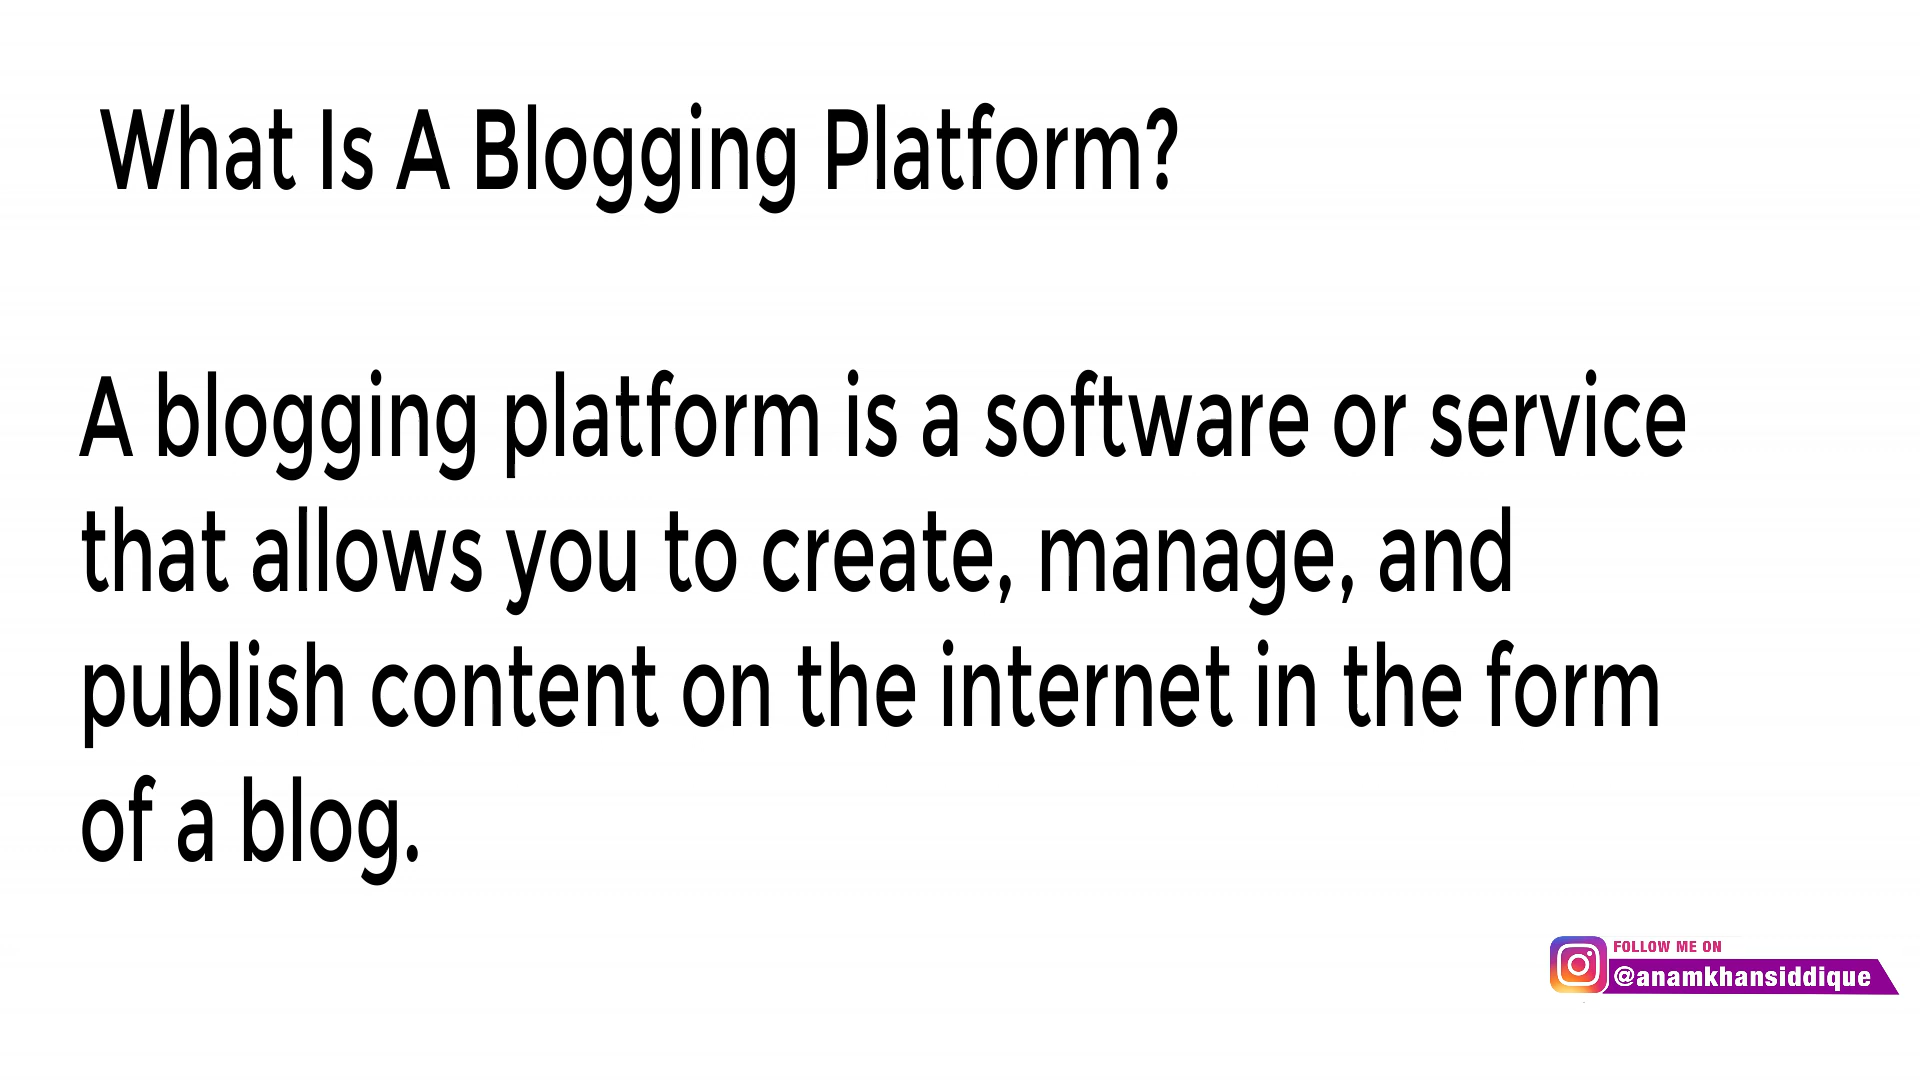 What Is A Blogging Platform?
A blogging platform is a software or service
that allows you to create, manage, and
publish content on the internet in the form
of a blog.
FOLLOW ME ON
@anamkhansiddique